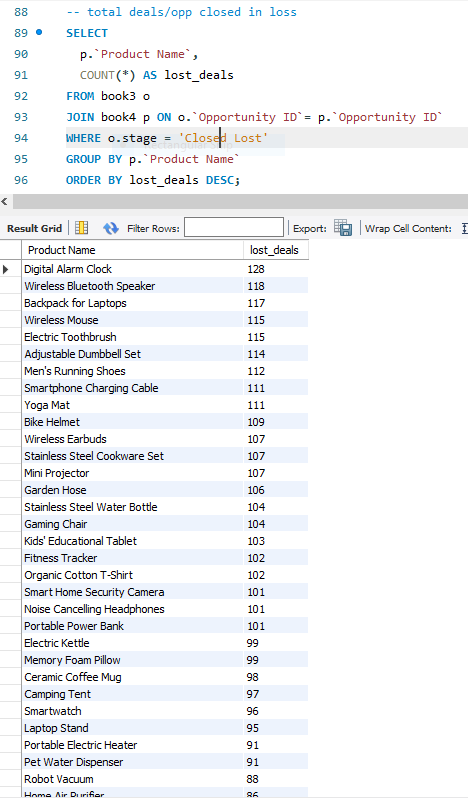 88 -- total deals/opp closed in loss
89 SELECT
90 p.`Product Name`,
91 COUNT(*) AS lost_deals
92 FROM book3 o
93 JOIN book4 p ON o.`Opportunity ID`= p.`Opportunity ID`
94 WHERE o.stage = 'Closed Lost'
95 GROUP BY p.`Product Name`
96 ORDER BY lost_deals DESC;
Result Grid Filter Rows: Export: Wrap Cell Content:
Product Name lost_deals
Digital Alarm Clock 128
Wireless Bluetooth Speaker 118
Backpack for Laptops 117
Wireless Mouse 115
Electric Toothbrush 115
Adjustable Dumbbell Set 114
Men's Running Shoes 112
Smartphone Charging Cable 111
Yoga Mat 111
Bike Helmet 109
Wireless Earbuds 107
Stainless Steel Cookware Set 107
Mini Projector 107
Garden Hose 106
Stainless Steel Water Bottle 104
Gaming Chair 104
Kids' Educational Tablet 103
Fitness Tracker 102
Organic Cotton T-Shirt 102
Smart Home Security Camera 101
Noise Cancelling Headphones 101
Portable Power Bank 101
Electric Kettle 99
Memory Foam Pillow 99
Ceramic Coffee Mug 98
Camping Tent 97
Smartwatch 96
Laptop Stand 95
Portable Electric Heater 91
Pet Water Dispenser 91
Robot Vacuum 88
Home Air Purifier 86